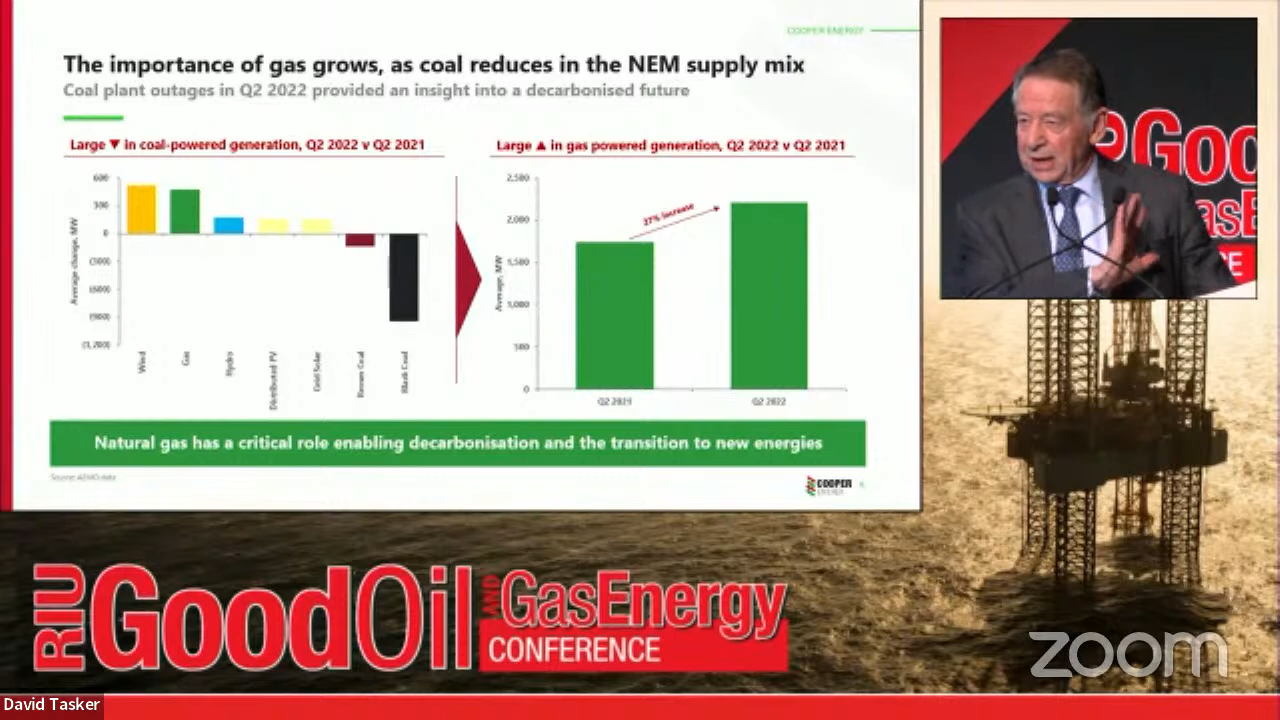 COOPER ENERGY
The importance of gas grows, as coal reduces in the NEM supply mix
Coal plant outages in Q2 2022 provided an insight into a decarbonised future
Large ▼ in coal-powered generation, Q2 2022 v Q2 2021
Large ▲ in gas powered generation, Q2 2022 v Q2 2021
Average change, MW
600
300
0
(300)
(600)
(900)
(1,200)
Wind
Gas
Hydro
Distributed PV
Grid Solar
Brown Coal
Black Coal
Average, MW
2,500
2,000
1,500
1,000
500
0
27% increase
Q2 2021
Q2 2022
Natural gas has a critical role enabling decarbonisation and the transition to new energies
Source: AEMO data
COOPER
ENERGY
Good
asE
CE
RIU GoodOil AND GasEnergy
CONFERENCE
zoom
David Tasker